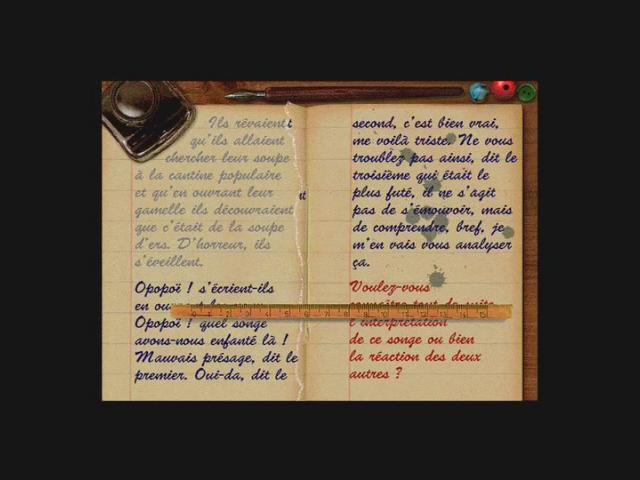 Ils rêvaient
qu'ils allaient
chercher leur soupe
à la cantine populaire
et qu'en ouvrant leur
gamelle ils découvraient
que c'était de la soupe
d'ers. D'horreur, ils
s'éveillent.
Opopoï ! s'écrient-ils
en
Opopoï ! quel songe
avons-nous enfanté là !
Mauvais présage, dit le
premier. Oui-da, dit le
second, c'est bien vrai,
me voilà triste. Ne vous
troublez pas ainsi, dit le
troisième qui était le
plus futé, il ne s'agit
pas de s'émouvoir, mais
de comprendre, bref, je
m'en vais vous analyser
ça.
Voulez-vous
connaître tout de suite
l'interprétation
de ce songe ou bien
la réaction des deux
autres ?